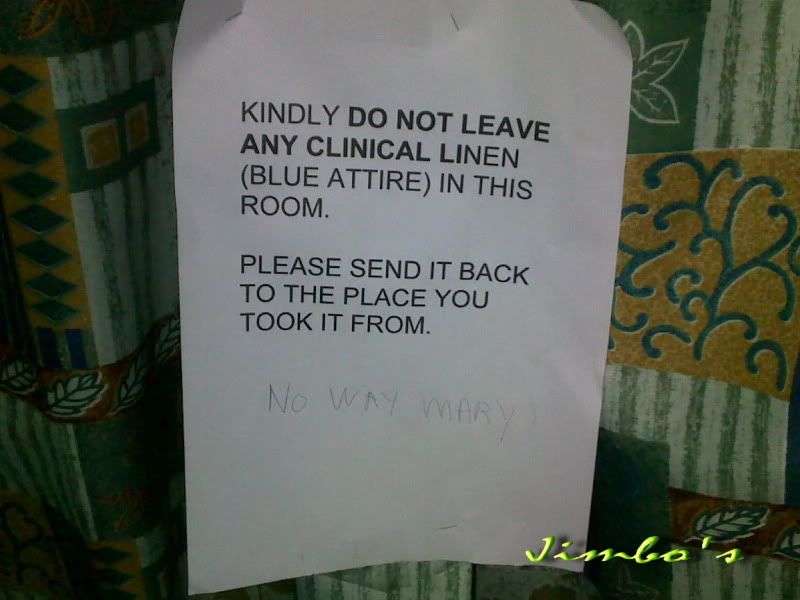 KINDLY DO NOT LEAVE
ANY CLINICAL LINEN
(BLUE ATTIRE) IN THIS
ROOM.
PLEASE SEND IT BACK
TO THE PLACE YOU
TOOK IT FROM.
NO WAY MARY!
Jimbo's